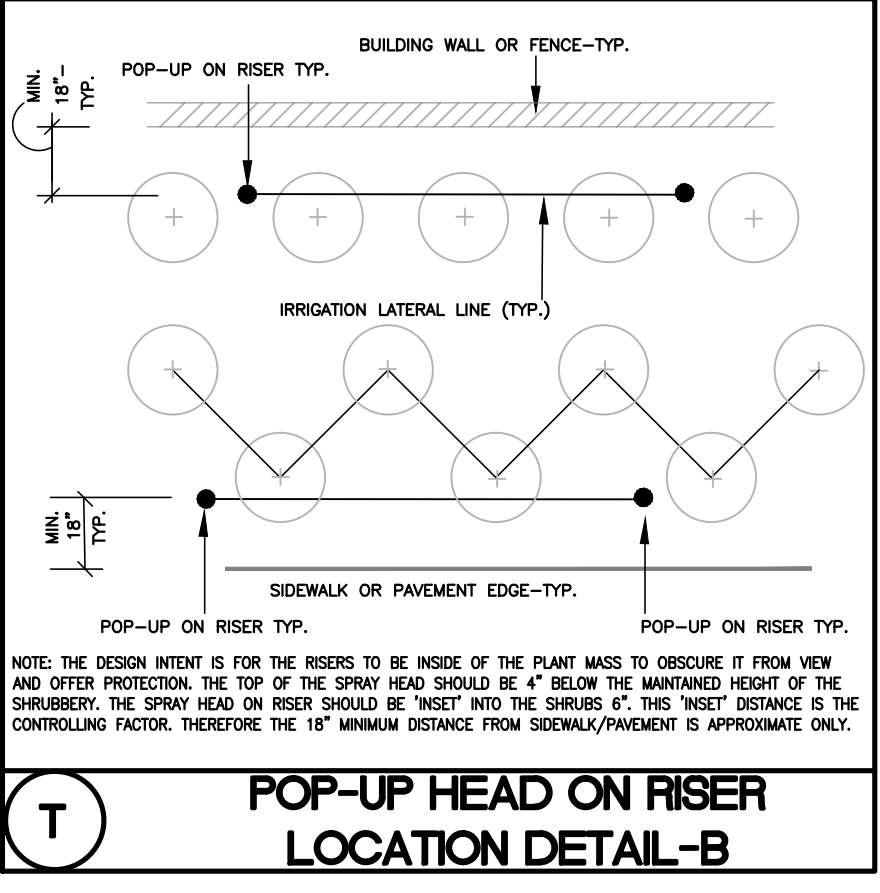 BUILDING WALL OR FENCE-TYP.
POP-UP ON RISER TYP.
MIN.
18"-
TYP.
IRRIGATION LATERAL LINE (TYP.)
MIN.
18"
TYP.
SIDEWALK OR PAVEMENT EDGE-TYP.
POP-UP ON RISER TYP.
POP-UP ON RISER TYP.
NOTE: THE DESIGN INTENT IS FOR THE RISERS TO BE INSIDE OF THE PLANT MASS TO OBSCURE IT FROM VIEW
AND OFFER PROTECTION. THE TOP OF THE SPRAY HEAD SHOULD BE 4" BELOW THE MAINTAINED HEIGHT OF THE
SHRUBBERY. THE SPRAY HEAD ON RISER SHOULD BE 'INSET' INTO THE SHRUBS 6". THIS 'INSET' DISTANCE IS THE
CONTROLLING FACTOR. THEREFORE THE 18" MINIMUM DISTANCE FROM SIDEWALK/PAVEMENT IS APPROXIMATE ONLY.
T
POP-UP HEAD ON RISER
LOCATION DETAIL-B